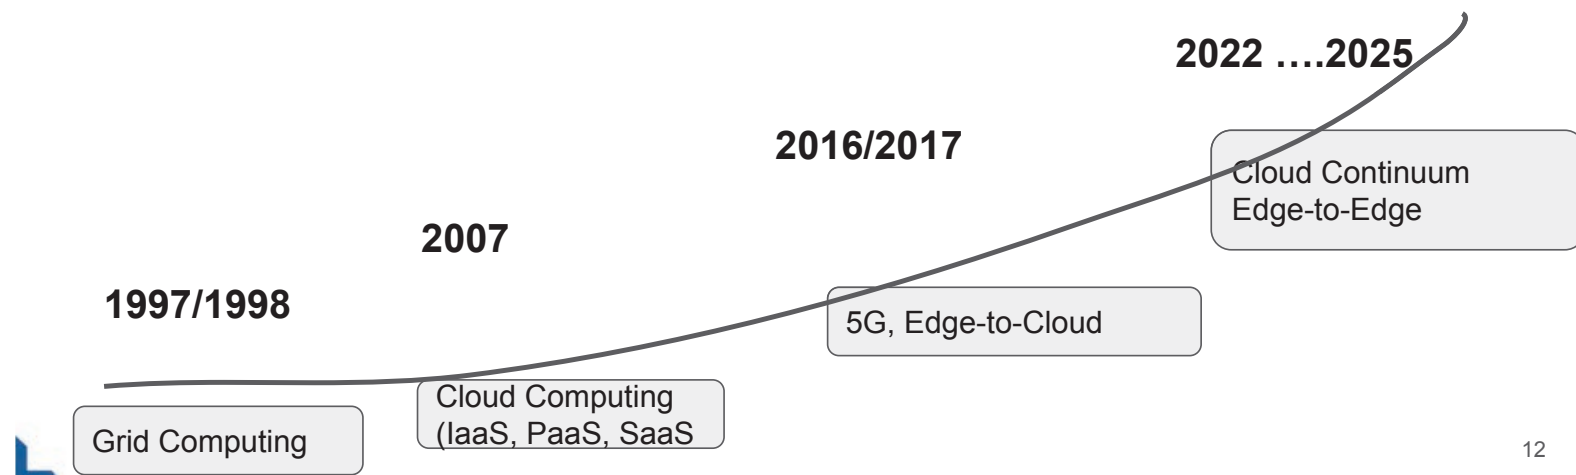 2022 ….2025
2016/2017
2007
1997/1998
Cloud Continuum
Edge-to-Edge
5G, Edge-to-Cloud
Cloud Computing
(IaaS, PaaS, SaaS
Grid Computing
12